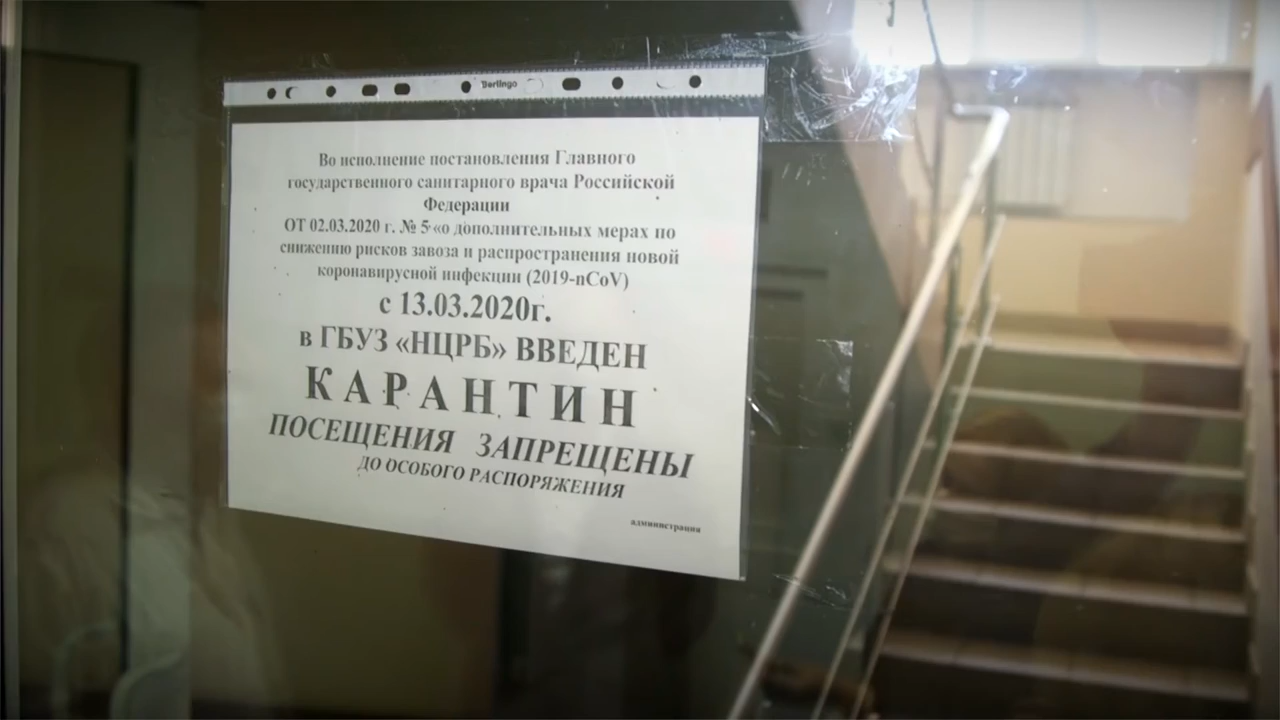 Berlingo
Во исполнение постановления Главного
государственного санитарного врача Российской
Федерации
ОТ 02.03.2020 г. № 5 «о дополнительных мерах по
снижению рисков завоза и распространения новой
коронавирусной инфекции (2019-nCoV)
с 13.03.2020г.
в ГБУЗ «НЦРБ» ВВЕДЕН
КАРАНТИН
ПОСЕЩЕНИЯ ЗАПРЕЩЕНЫ
ДО ОСОБОГО РАСПОРЯЖЕНИЯ
администрация